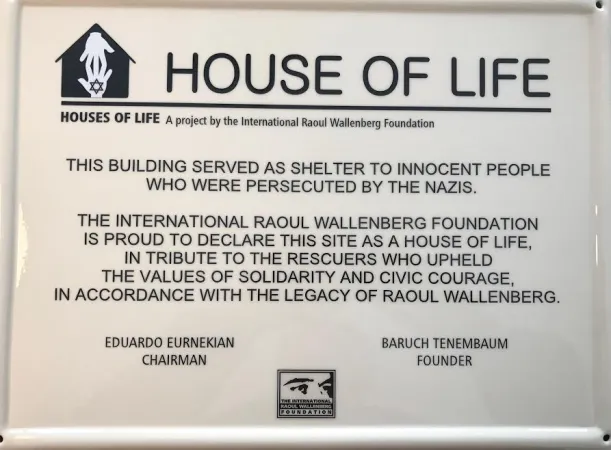 HOUSE OF LIFE
HOUSES OF LIFE A project by the International Raoul Wallenberg Foundation
THIS BUILDING SERVED AS SHELTER TO INNOCENT PEOPLE
WHO WERE PERSECUTED BY THE NAZIS.
THE INTERNATIONAL RAOUL WALLENBERG FOUNDATION
IS PROUD TO DECLARE THIS SITE AS A HOUSE OF LIFE,
IN TRIBUTE TO THE RESCUERS WHO UPHELD
THE VALUES OF SOLIDARITY AND CIVIC COURAGE,
IN ACCORDANCE WITH THE LEGACY OF RAOUL WALLENBERG.
EDUARDO EURNEKIAN
CHAIRMAN
BARUCH TENEMBAUM
FOUNDER
THE INTERNATIONAL
RAOUL WALLENBERG
FOUNDATION